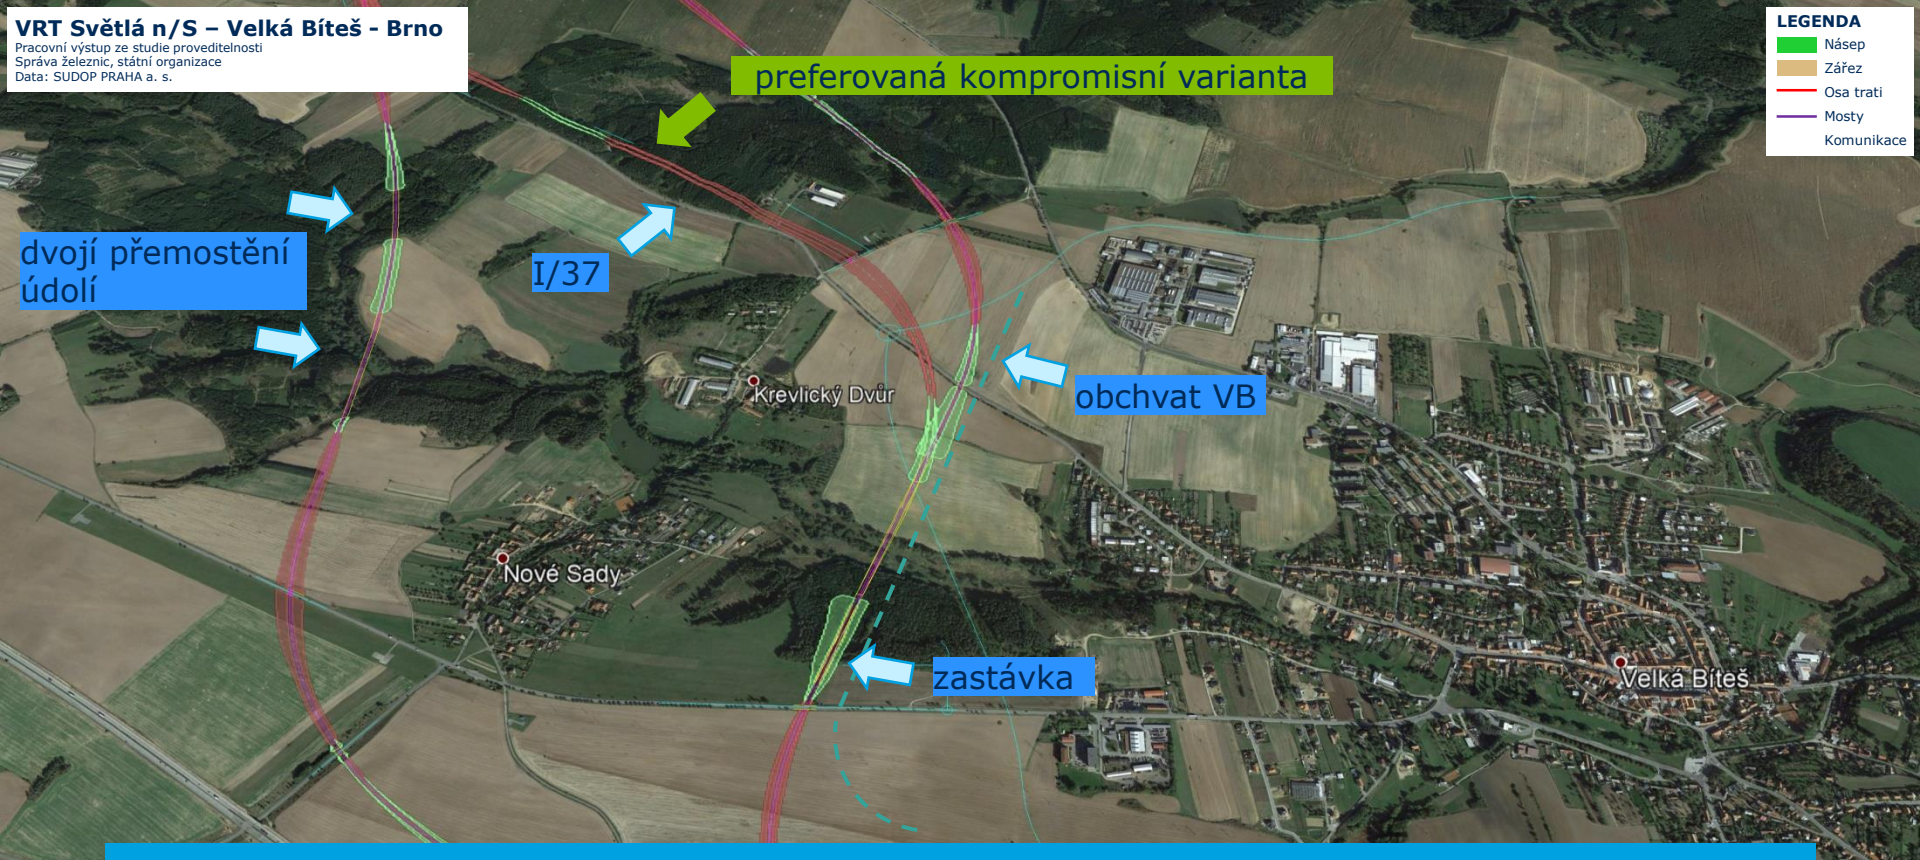 VRT Světlá n/S – Velká Bíteš - Brno
Pracovní výstup ze studie proveditelnosti
Správa železnic, státní organizace
Data: SUDOP PRAHA a. s.
LEGENDA
Násep
Zářez
Osa trati
Mosty
Komunikace
preferovaná kompromisní varianta
dvojí přemostění
údolí
I/37
obchvat VB
Krevlický Dvůr
Nové Sady
zastávka
Velká Bíteš